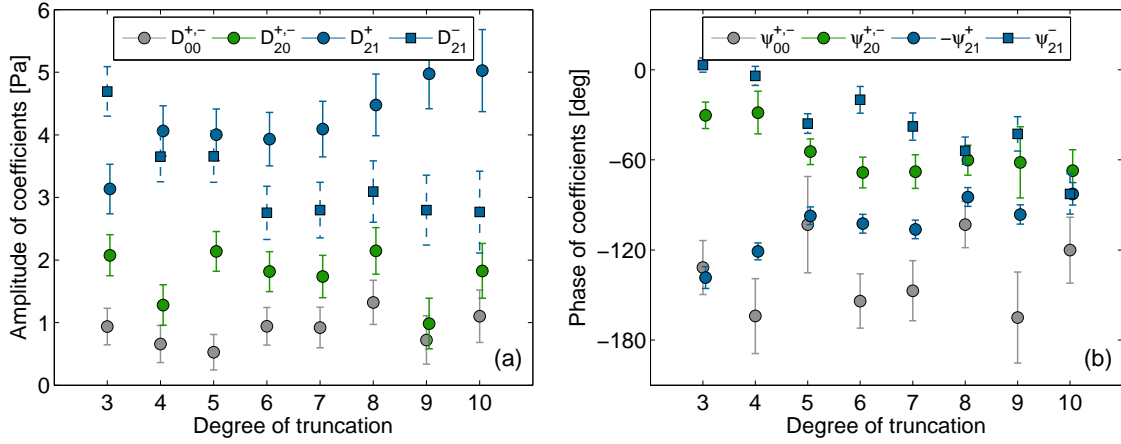 Amplitude of coefficients [Pa]
6
5
4
3
2
1
0
D₀₀⁺,⁻ D₂₀⁺,⁻ D₂₁⁺ D₂₁⁻
(a)
3 4 5 6 7 8 9 10
Degree of truncation
Phase of coefficients [deg]
0
−60
−120
−180
ψ₀₀⁺,⁻ ψ₂₀⁺,⁻ −ψ₂₁⁺ ψ₂₁⁻
(b)
3 4 5 6 7 8 9 10
Degree of truncation